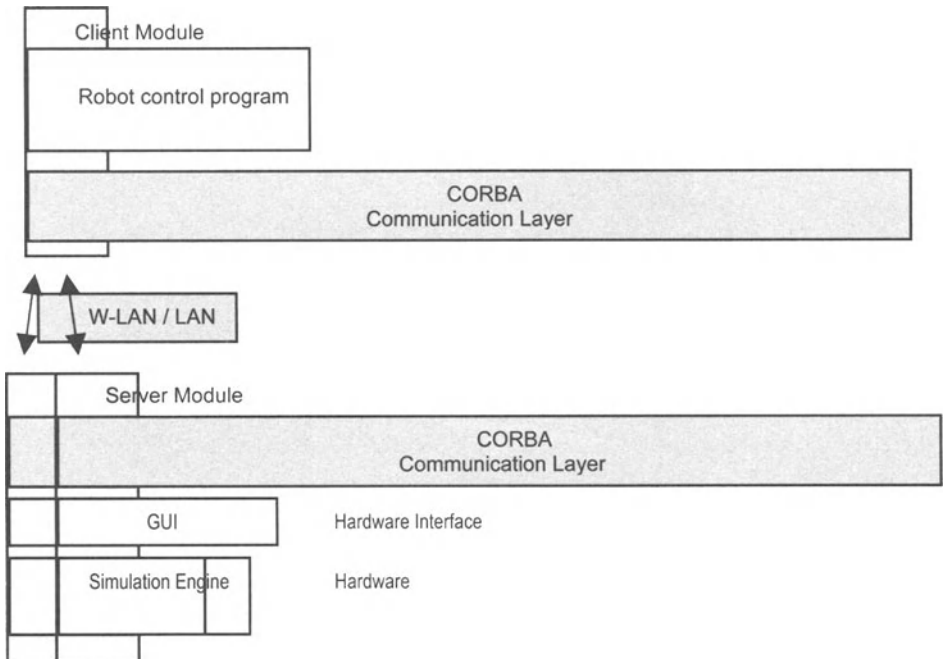 Client Module
Robot control program
CORBA
Communication Layer
W-LAN / LAN
Server Module
CORBA
Communication Layer
GUI
Hardware Interface
Simulation Engine
Hardware